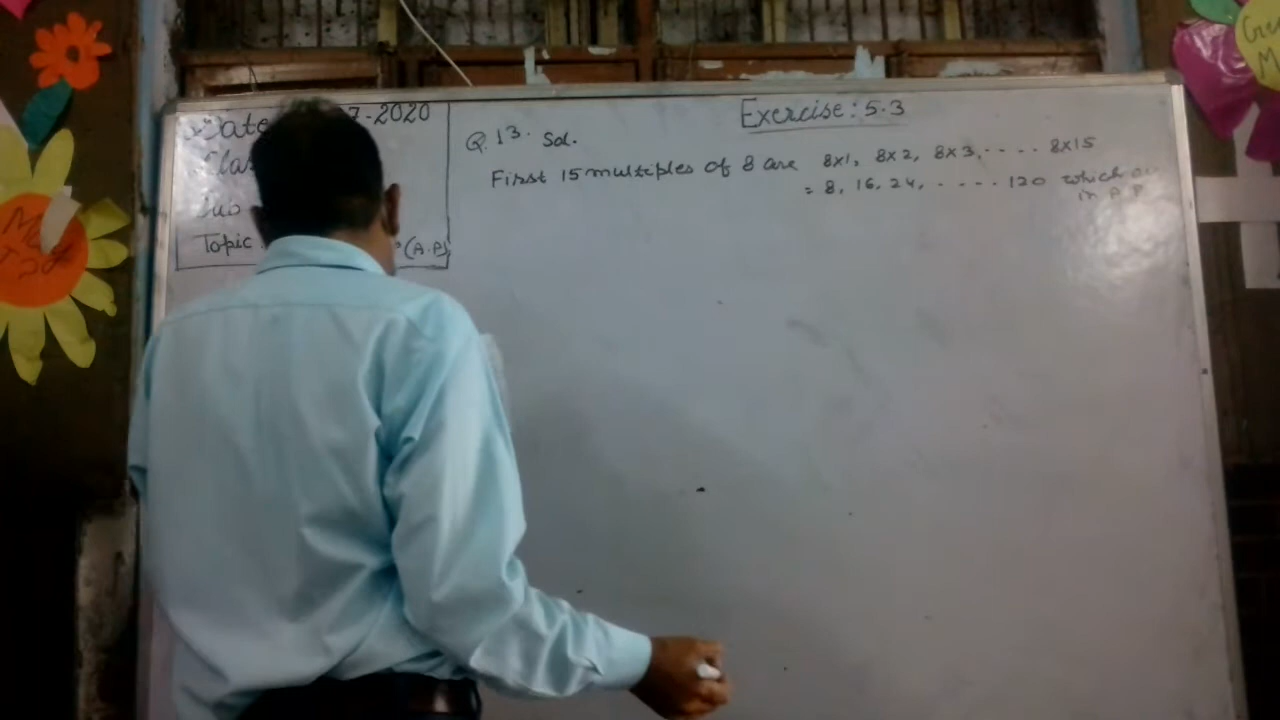 Date 7-2020
Clas
Sub
Topic (A.P)
Exercise: 5.3
Q. 13. Sol.
First 15 multiples of 8 are 8x1, 8x2, 8x3, ..... 8x15
= 8, 16, 24, ..... 120 which
in A.P